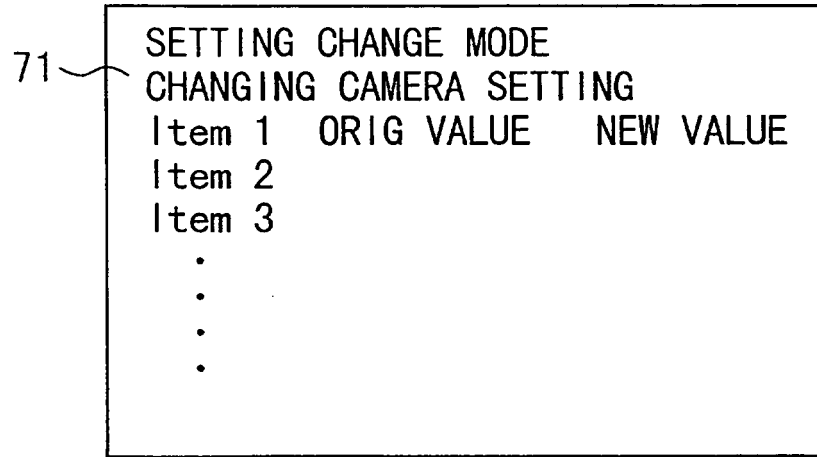 SETTING CHANGE MODE
71
CHANGING CAMERA SETTING
Item 1 ORIG VALUE NEW VALUE
Item 2
Item 3
.
.
.
.